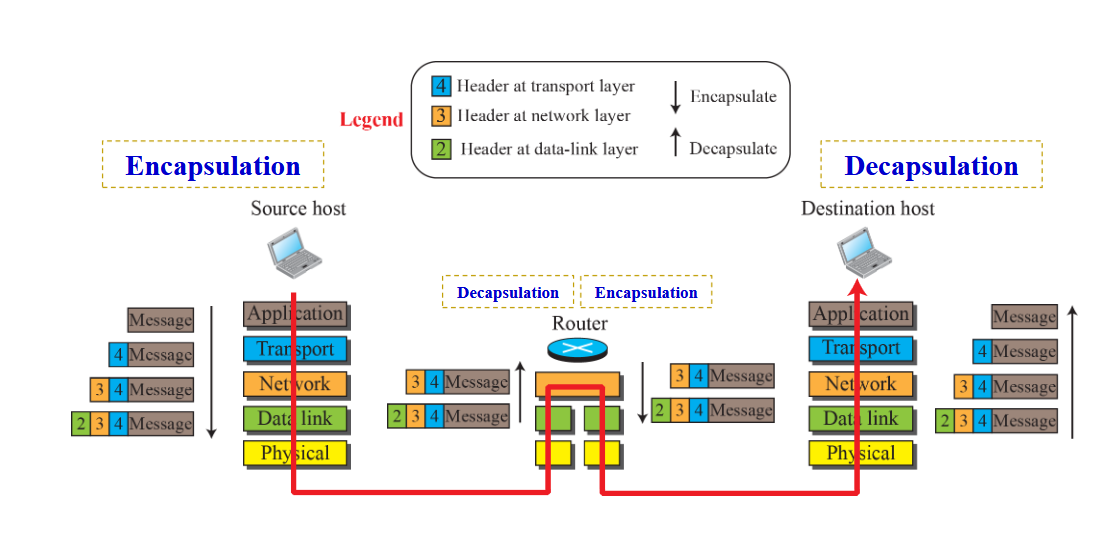 4 Header at transport layer
3 Header at network layer
2 Header at data-link layer
Encapsulate
Decapsulate
Legend
Encapsulation
Decapsulation
Source host
Destination host
Decapsulation
Encapsulation
Router
Message
4 Message
3 4 Message
2 3 4 Message
Application
Transport
Network
Data link
Physical
3 4 Message
2 3 4 Message
3 4 Message
2 3 4 Message
Application
Transport
Network
Data link
Physical
Message
4 Message
3 4 Message
2 3 4 Message